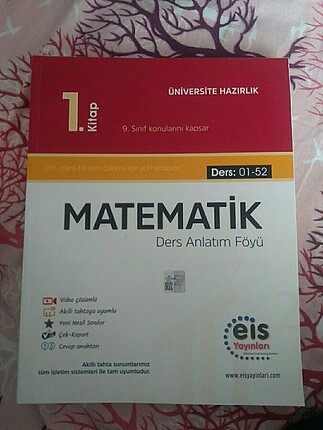 ÜNİVERSİTE HAZIRLIK
1. Kitap
9. Sınıf konularını kapsar
Ders: 01-52
MATEMATİK
Ders Anlatım Föyü
Video çözümlü
Akıllı tahtaya uyumlu
Yeni Nesil Sorular
Çek-Kopart
Cevap anahtarı
eis
Yayınları
Akıllı tahta sunumlarımız
tüm işletim sistemleri ile tam uyumludur.
www.eisyayinlari.com